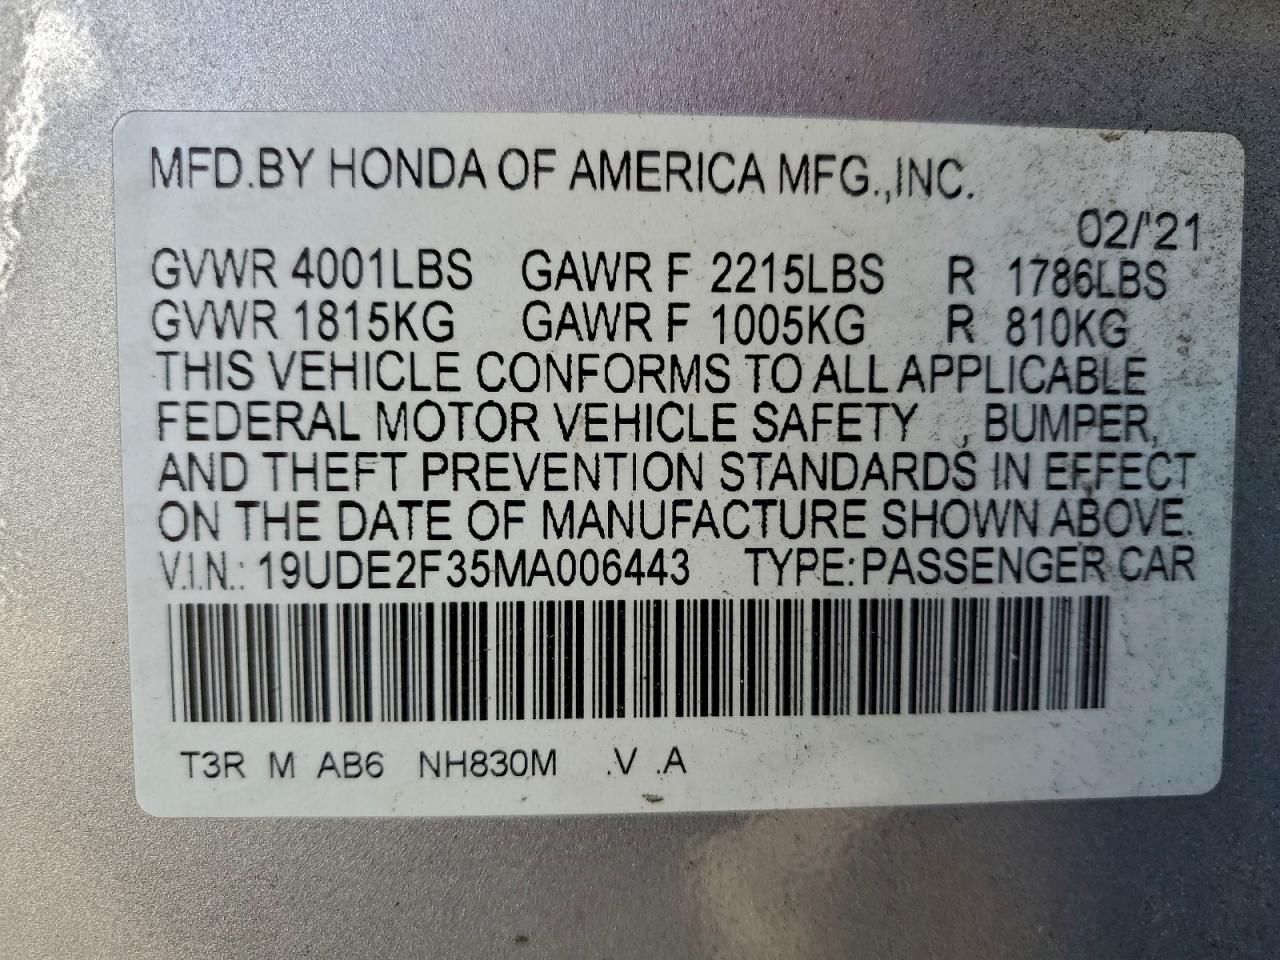 MFD.BY HONDA OF AMERICA MFG.,INC.
02/'21
GVWR 4001LBS GAWR F 2215LBS R 1786LBS
GVWR 1815KG GAWR F 1005KG R 810KG
THIS VEHICLE CONFORMS TO ALL APPLICABLE
FEDERAL MOTOR VEHICLE SAFETY , BUMPER,
AND THEFT PREVENTION STANDARDS IN EFFECT
ON THE DATE OF MANUFACTURE SHOWN ABOVE.
V.I.N.: 19UDE2F35MA006443 TYPE: PASSENGER CAR
T3R M AB6 NH830M .V .A